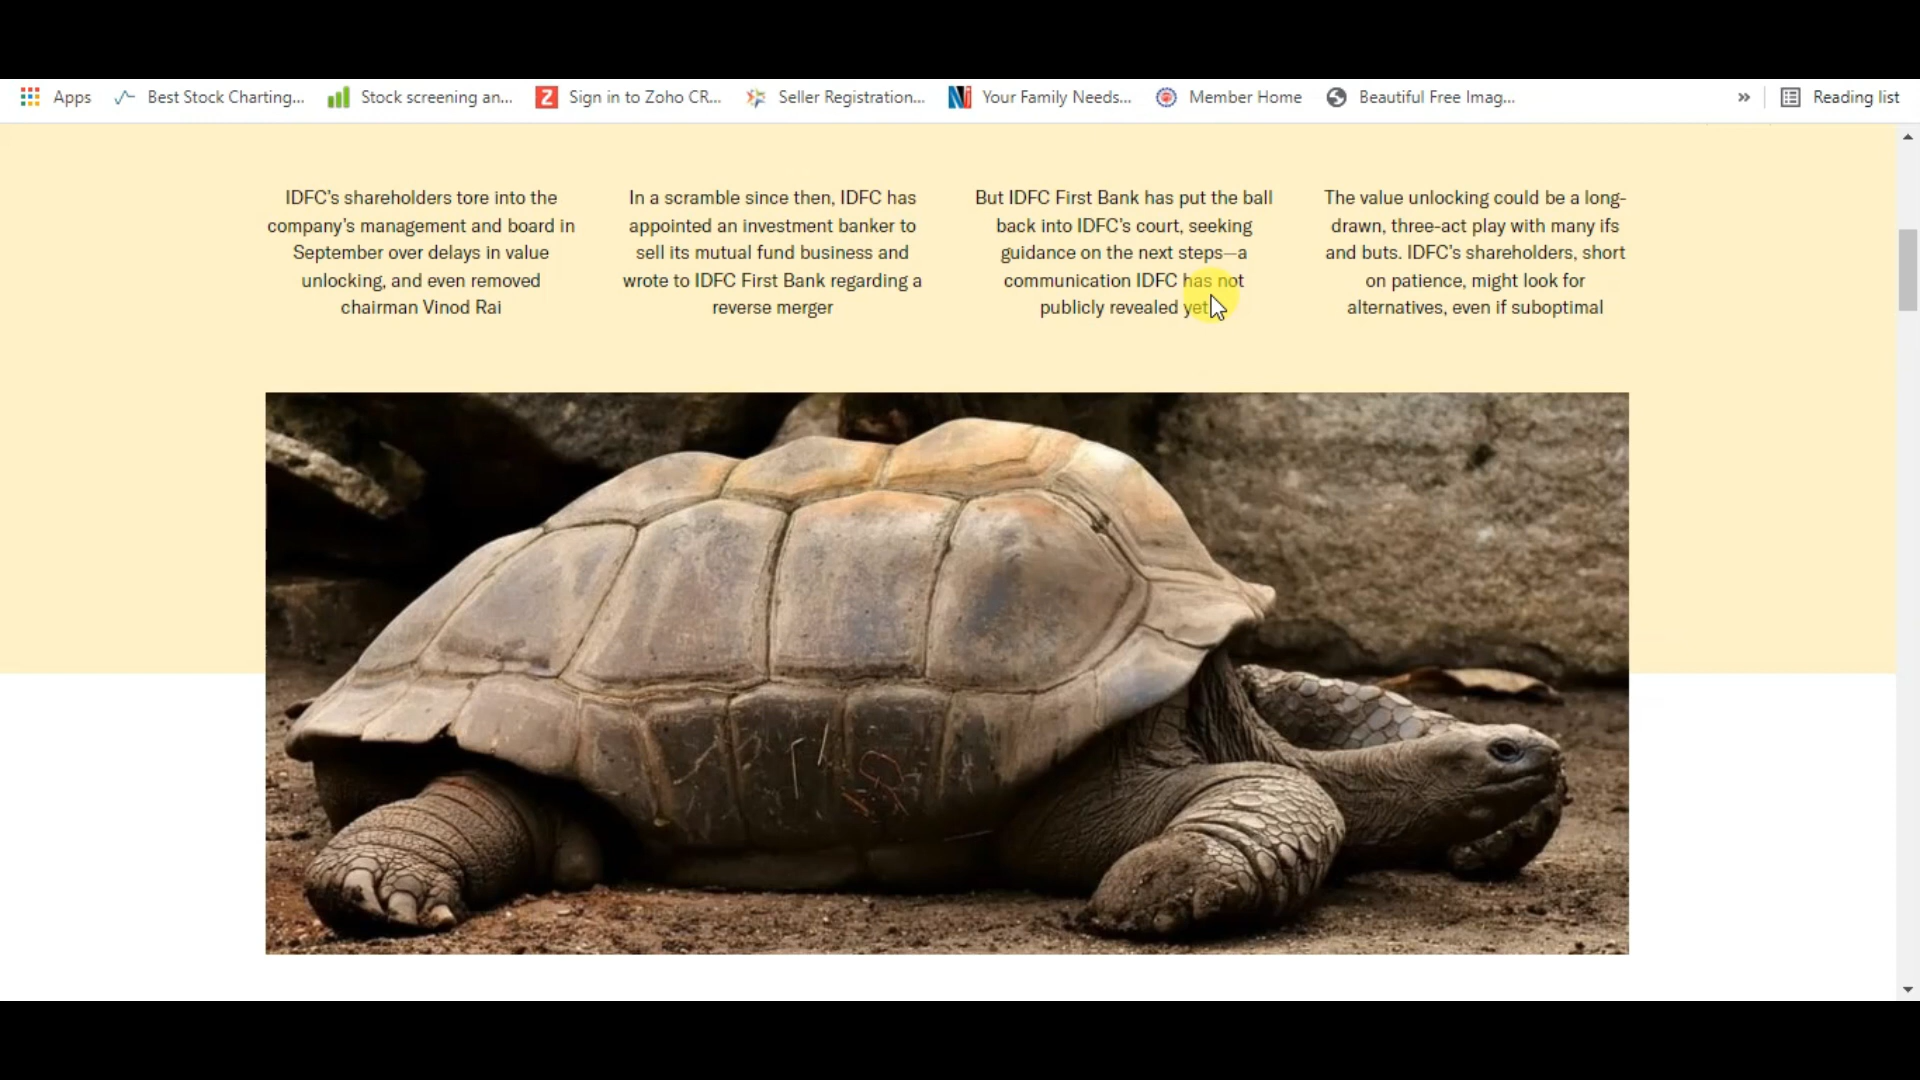 Apps Best Stock Charting... Stock screening an... Sign in to Zoho CR... Seller Registration... Your Family Needs... Member Home Beautiful Free Imag... » Reading list
IDFC’s shareholders tore into the
company’s management and board in
September over delays in value
unlocking, and even removed
chairman Vinod Rai
In a scramble since then, IDFC has
appointed an investment banker to
sell its mutual fund business and
wrote to IDFC First Bank regarding a
reverse merger
But IDFC First Bank has put the ball
back into IDFC’s court, seeking
guidance on the next steps—a
communication IDFC has not
publicly revealed yet
The value unlocking could be a long-
drawn, three-act play with many ifs
and buts. IDFC’s shareholders, short
on patience, might look for
alternatives, even if suboptimal